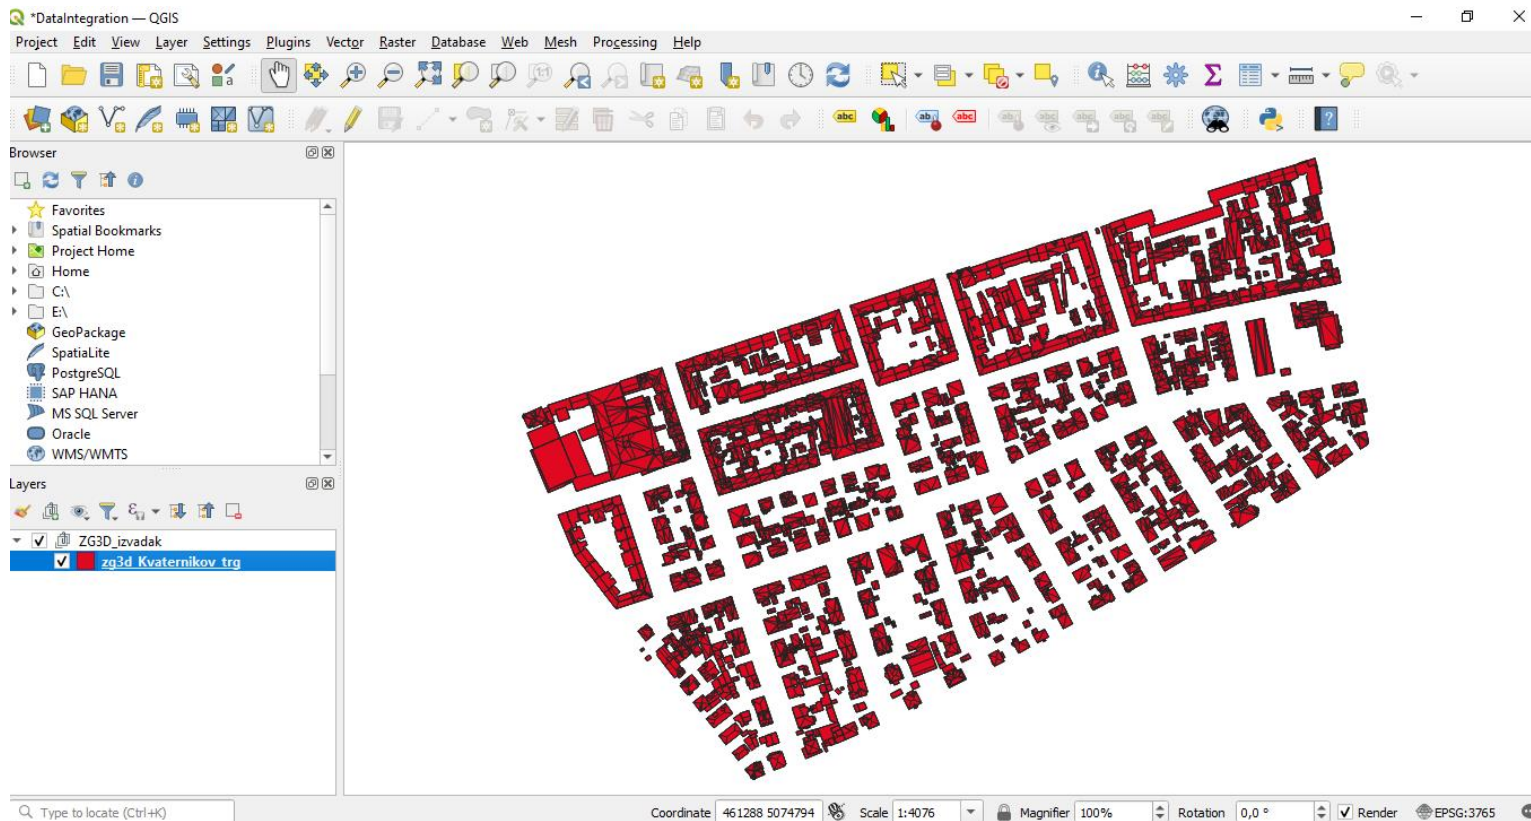 *DataIntegration — QGIS
Project Edit View Layer Settings Plugins Vector Raster Database Web Mesh Processing Help
Browser
Favorites
Spatial Bookmarks
Project Home
Home
C:\
E:\
GeoPackage
SpatiaLite
PostgreSQL
SAP HANA
MS SQL Server
Oracle
WMS/WMTS
Layers
ZG3D_izvadak
zg3d_Kvaternikov_trg
Type to locate (Ctrl+K) Coordinate 461288 5074794 Scale 1:4076 Magnifier 100% Rotation 0,0 ° Render EPSG:3765